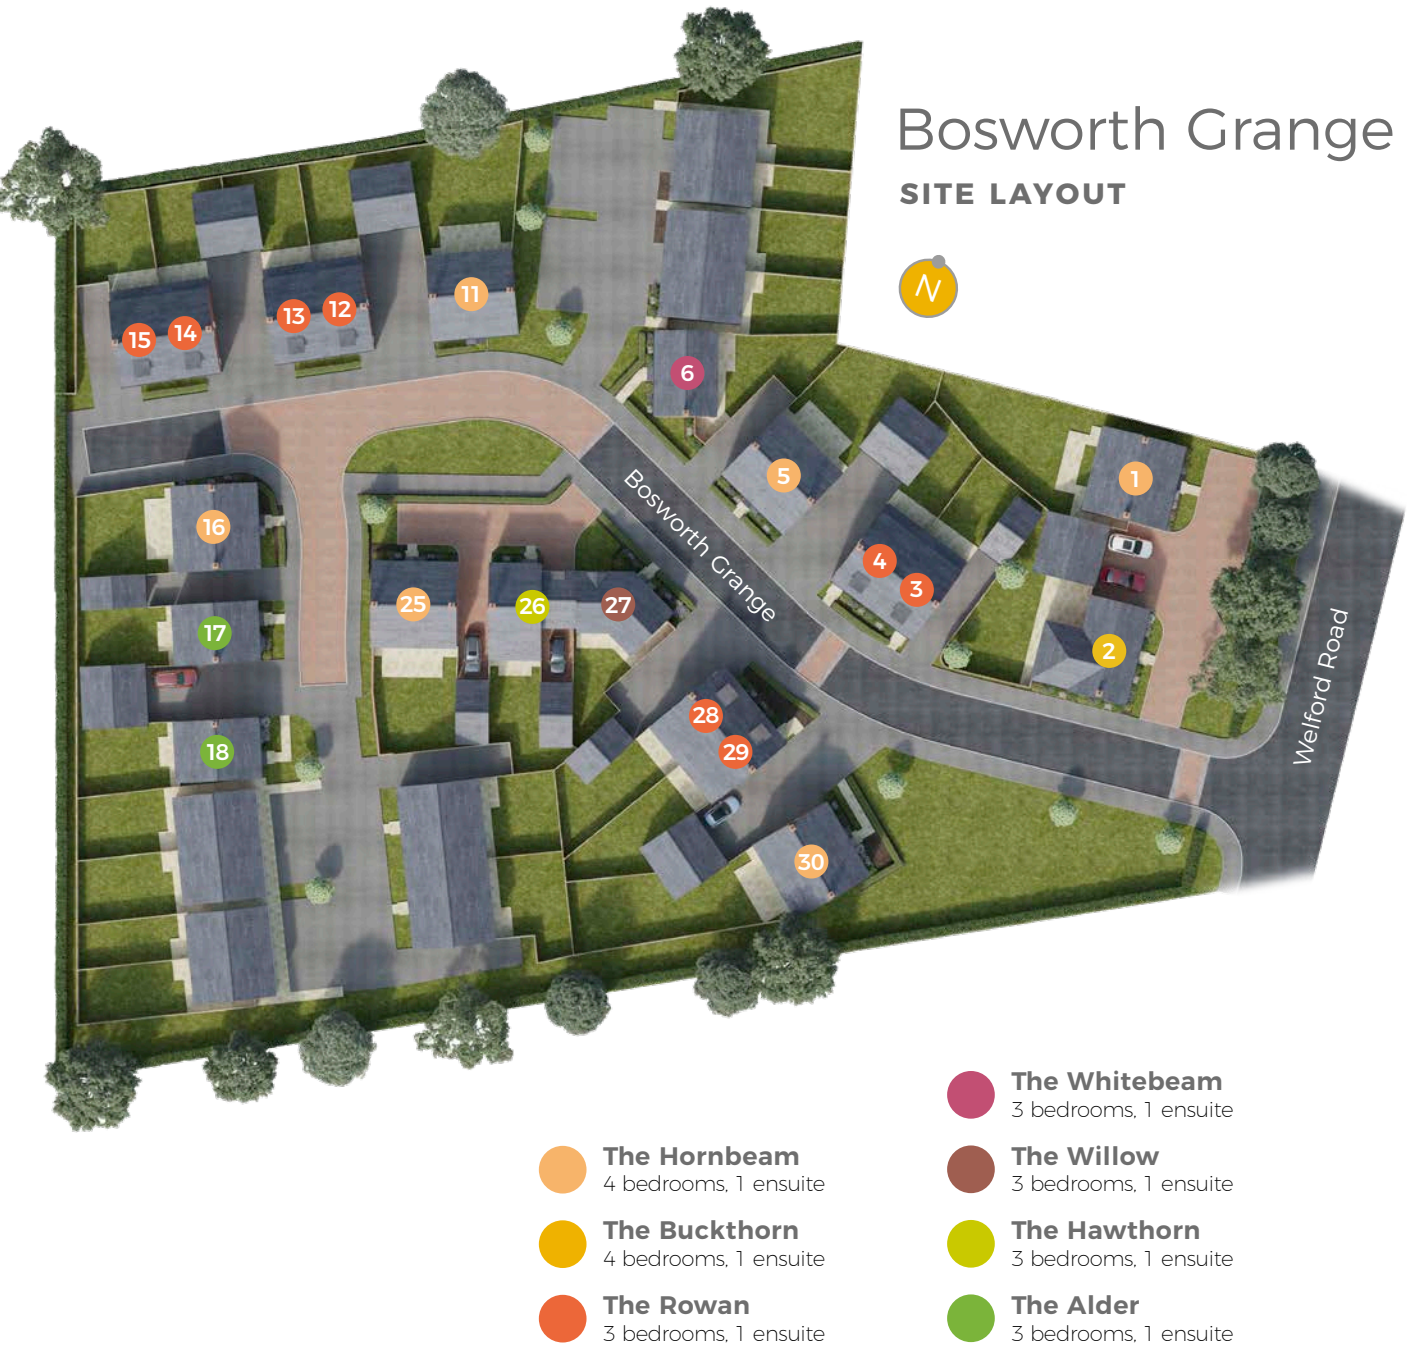 Bosworth Grange
SITE LAYOUT
N
11
12
13
14
15
6
5
1
16
4
3
17
25
26
27
2
18
28
29
30
Bosworth Grange
Welford Road
The Whitebeam
3 bedrooms, 1 ensuite
The Hornbeam
4 bedrooms, 1 ensuite
The Willow
3 bedrooms, 1 ensuite
The Buckthorn
4 bedrooms, 1 ensuite
The Hawthorn
3 bedrooms, 1 ensuite
The Rowan
3 bedrooms, 1 ensuite
The Alder
3 bedrooms, 1 ensuite